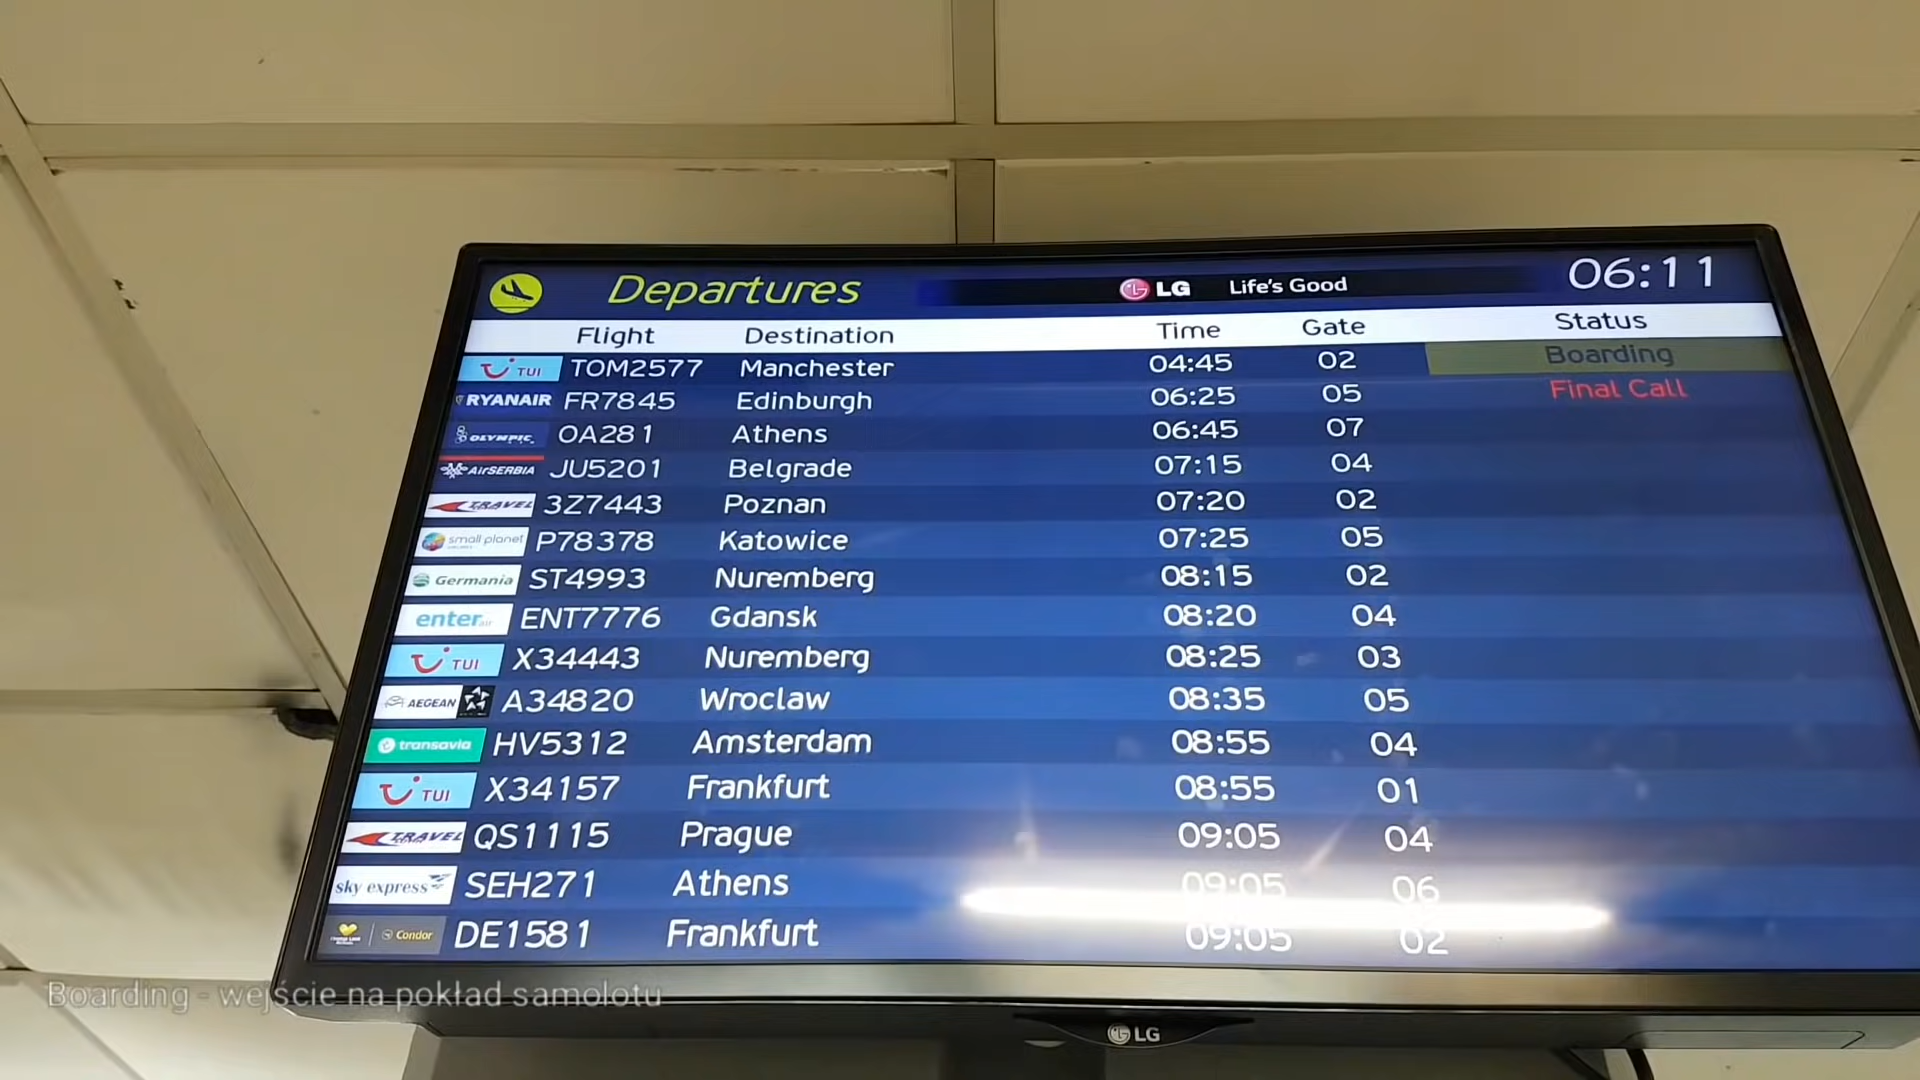 Departures LG Life's Good 06:11
Flight Destination Time Gate Status
TUI TOM2577 Manchester 04:45 02 Boarding
RYANAIR FR7845 Edinburgh 06:25 05 Final Call
OLYMPIC OA281 Athens 06:45 07
AirSERBIA JU5201 Belgrade 07:15 04
TRAVEL 3Z7443 Poznan 07:20 02
small planet P78378 Katowice 07:25 05
Germania ST4993 Nuremberg 08:15 02
enter air ENT7776 Gdansk 08:20 04
TUI X34443 Nuremberg 08:25 03
AEGEAN A34820 Wroclaw 08:35 05
transavia HV5312 Amsterdam 08:55 04
TUI X34157 Frankfurt 08:55 01
TRAVEL QS1115 Prague 09:05 04
sky express SEH271 Athens 09:05 06
Condor DE1581 Frankfurt 09:05 02
Boarding - wejście na pokład samolotu
LG